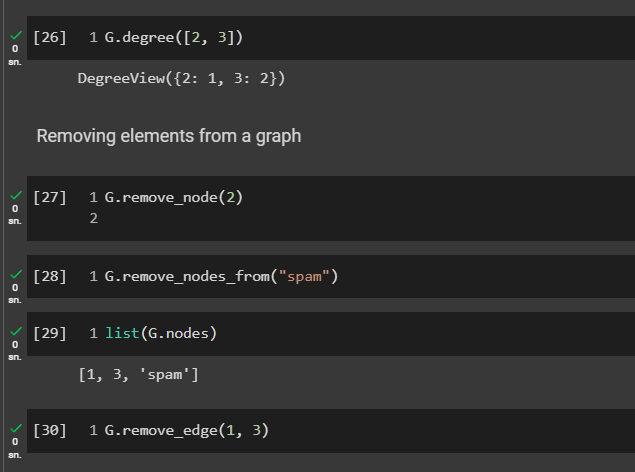 [26] 1 G.degree([2, 3])
0
sn.
DegreeView({2: 1, 3: 2})
Removing elements from a graph
[27] 1 G.remove_node(2)
0
2
sn.
[28] 1 G.remove_nodes_from("spam")
0
sn.
[29] 1 list(G.nodes)
0
sn.
[1, 3, 'spam']
[30] 1 G.remove_edge(1, 3)
0
sn.